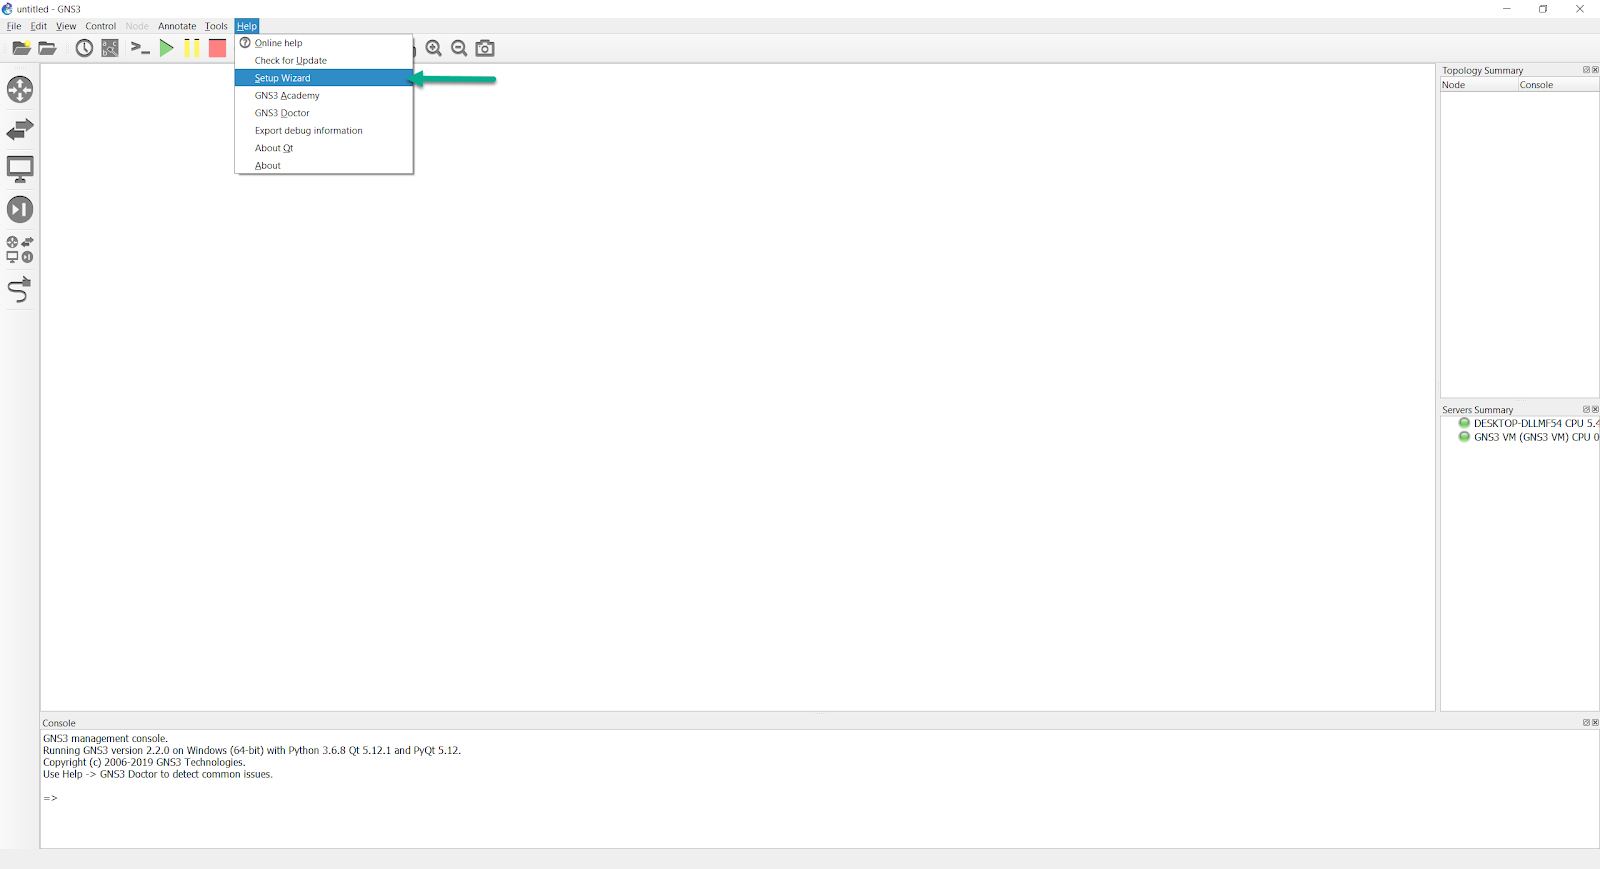 untitled - GNS3
File Edit View Control Node Annotate Tools Help
Online help
Check for Update
Setup Wizard
GNS3 Academy
GNS3 Doctor
Export debug information
About Qt
About
Topology Summary
Node Console
Servers Summary
DESKTOP-DLLMF54 CPU 5.4
GNS3 VM (GNS3 VM) CPU 0
Console
GNS3 management console.
Running GNS3 version 2.2.0 on Windows (64-bit) with Python 3.6.8 Qt 5.12.1 and PyQt 5.12.
Copyright (c) 2006-2019 GNS3 Technologies.
Use Help -> GNS3 Doctor to detect common issues.
=>